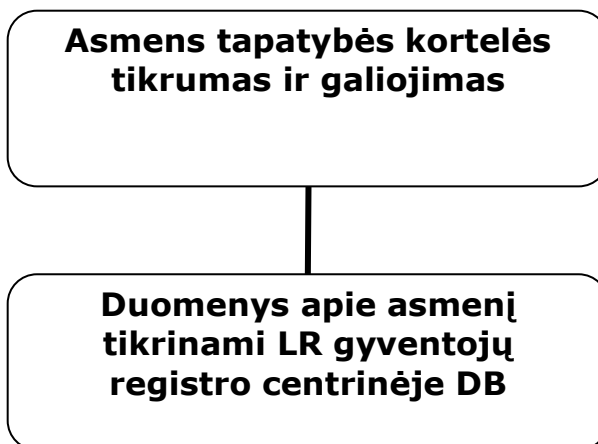 Asmens tapatybės kortelės
tikrumas ir galiojimas
Duomenys apie asmenį
tikrinami LR gyventojų
registro centrinėje DB